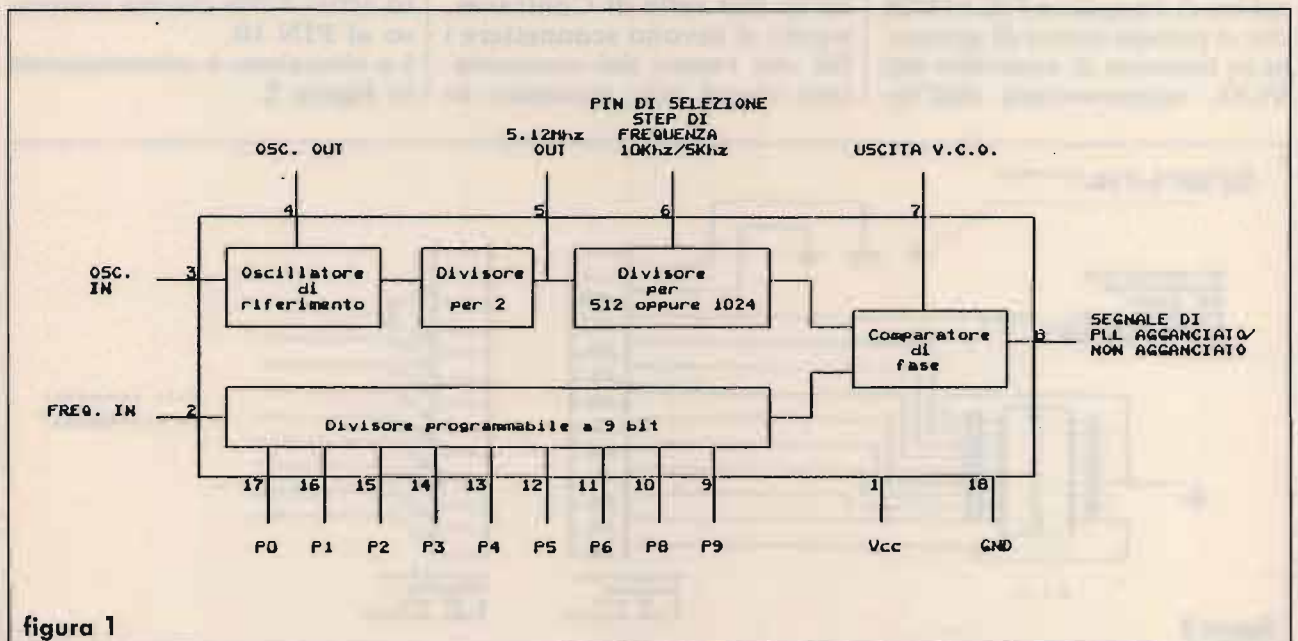 PIN DI SELEZIONE
STEP DI
FREQUENZA
10Khz/5Khz
5.12Mhz
OUT
OSC. OUT
USCITA V.C.O.
4
5
6
7
OSC.
IN
3
Oscillatore
di
riferimento
Divisore
per 2
Divisore
per
512 oppure 1024
Comparatore
di
fase
8
SEGNALE DI
PLL AGGANCIATO/
NON AGGANCIATO
FREQ. IN
2
Divisore programmabile a 9 bit
17 16 15 14 13 12 11 10 9 1 18
P0 P1 P2 P3 P4 P5 P6 P8 P9 Vcc GND
figura 1